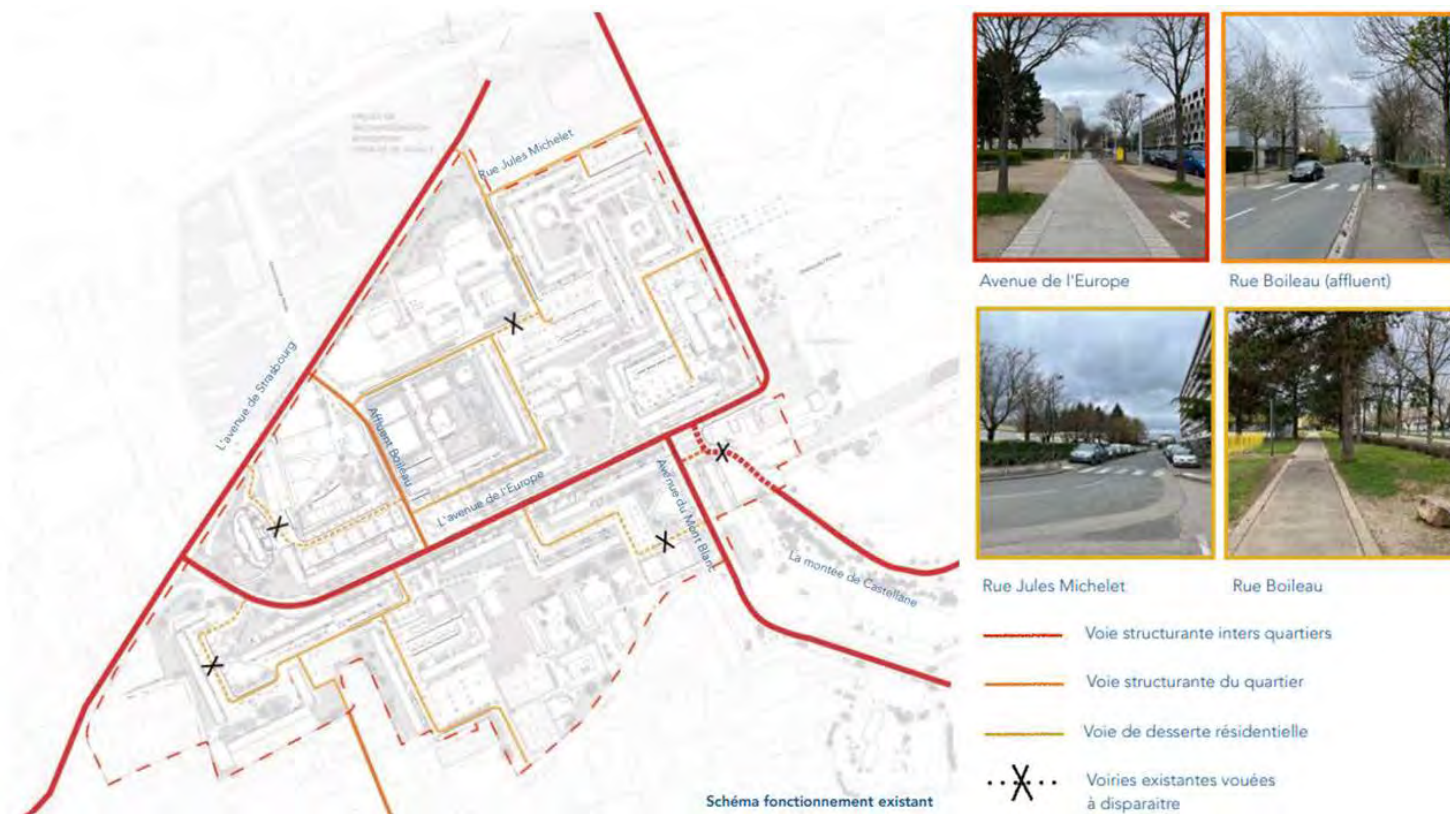 Rue Jules Michelet
L'avenue de Strasbourg
Affluent Boileau
L'avenue de l'Europe
Avenue du Mont Blanc
La montée de Castellane
Schéma fonctionnement existant
Avenue de l'Europe
Rue Boileau (affluent)
Rue Jules Michelet
Rue Boileau
Voie structurante inters quartiers
Voie structurante du quartier
Voie de desserte résidentielle
Voiries existantes vouées
à disparaitre